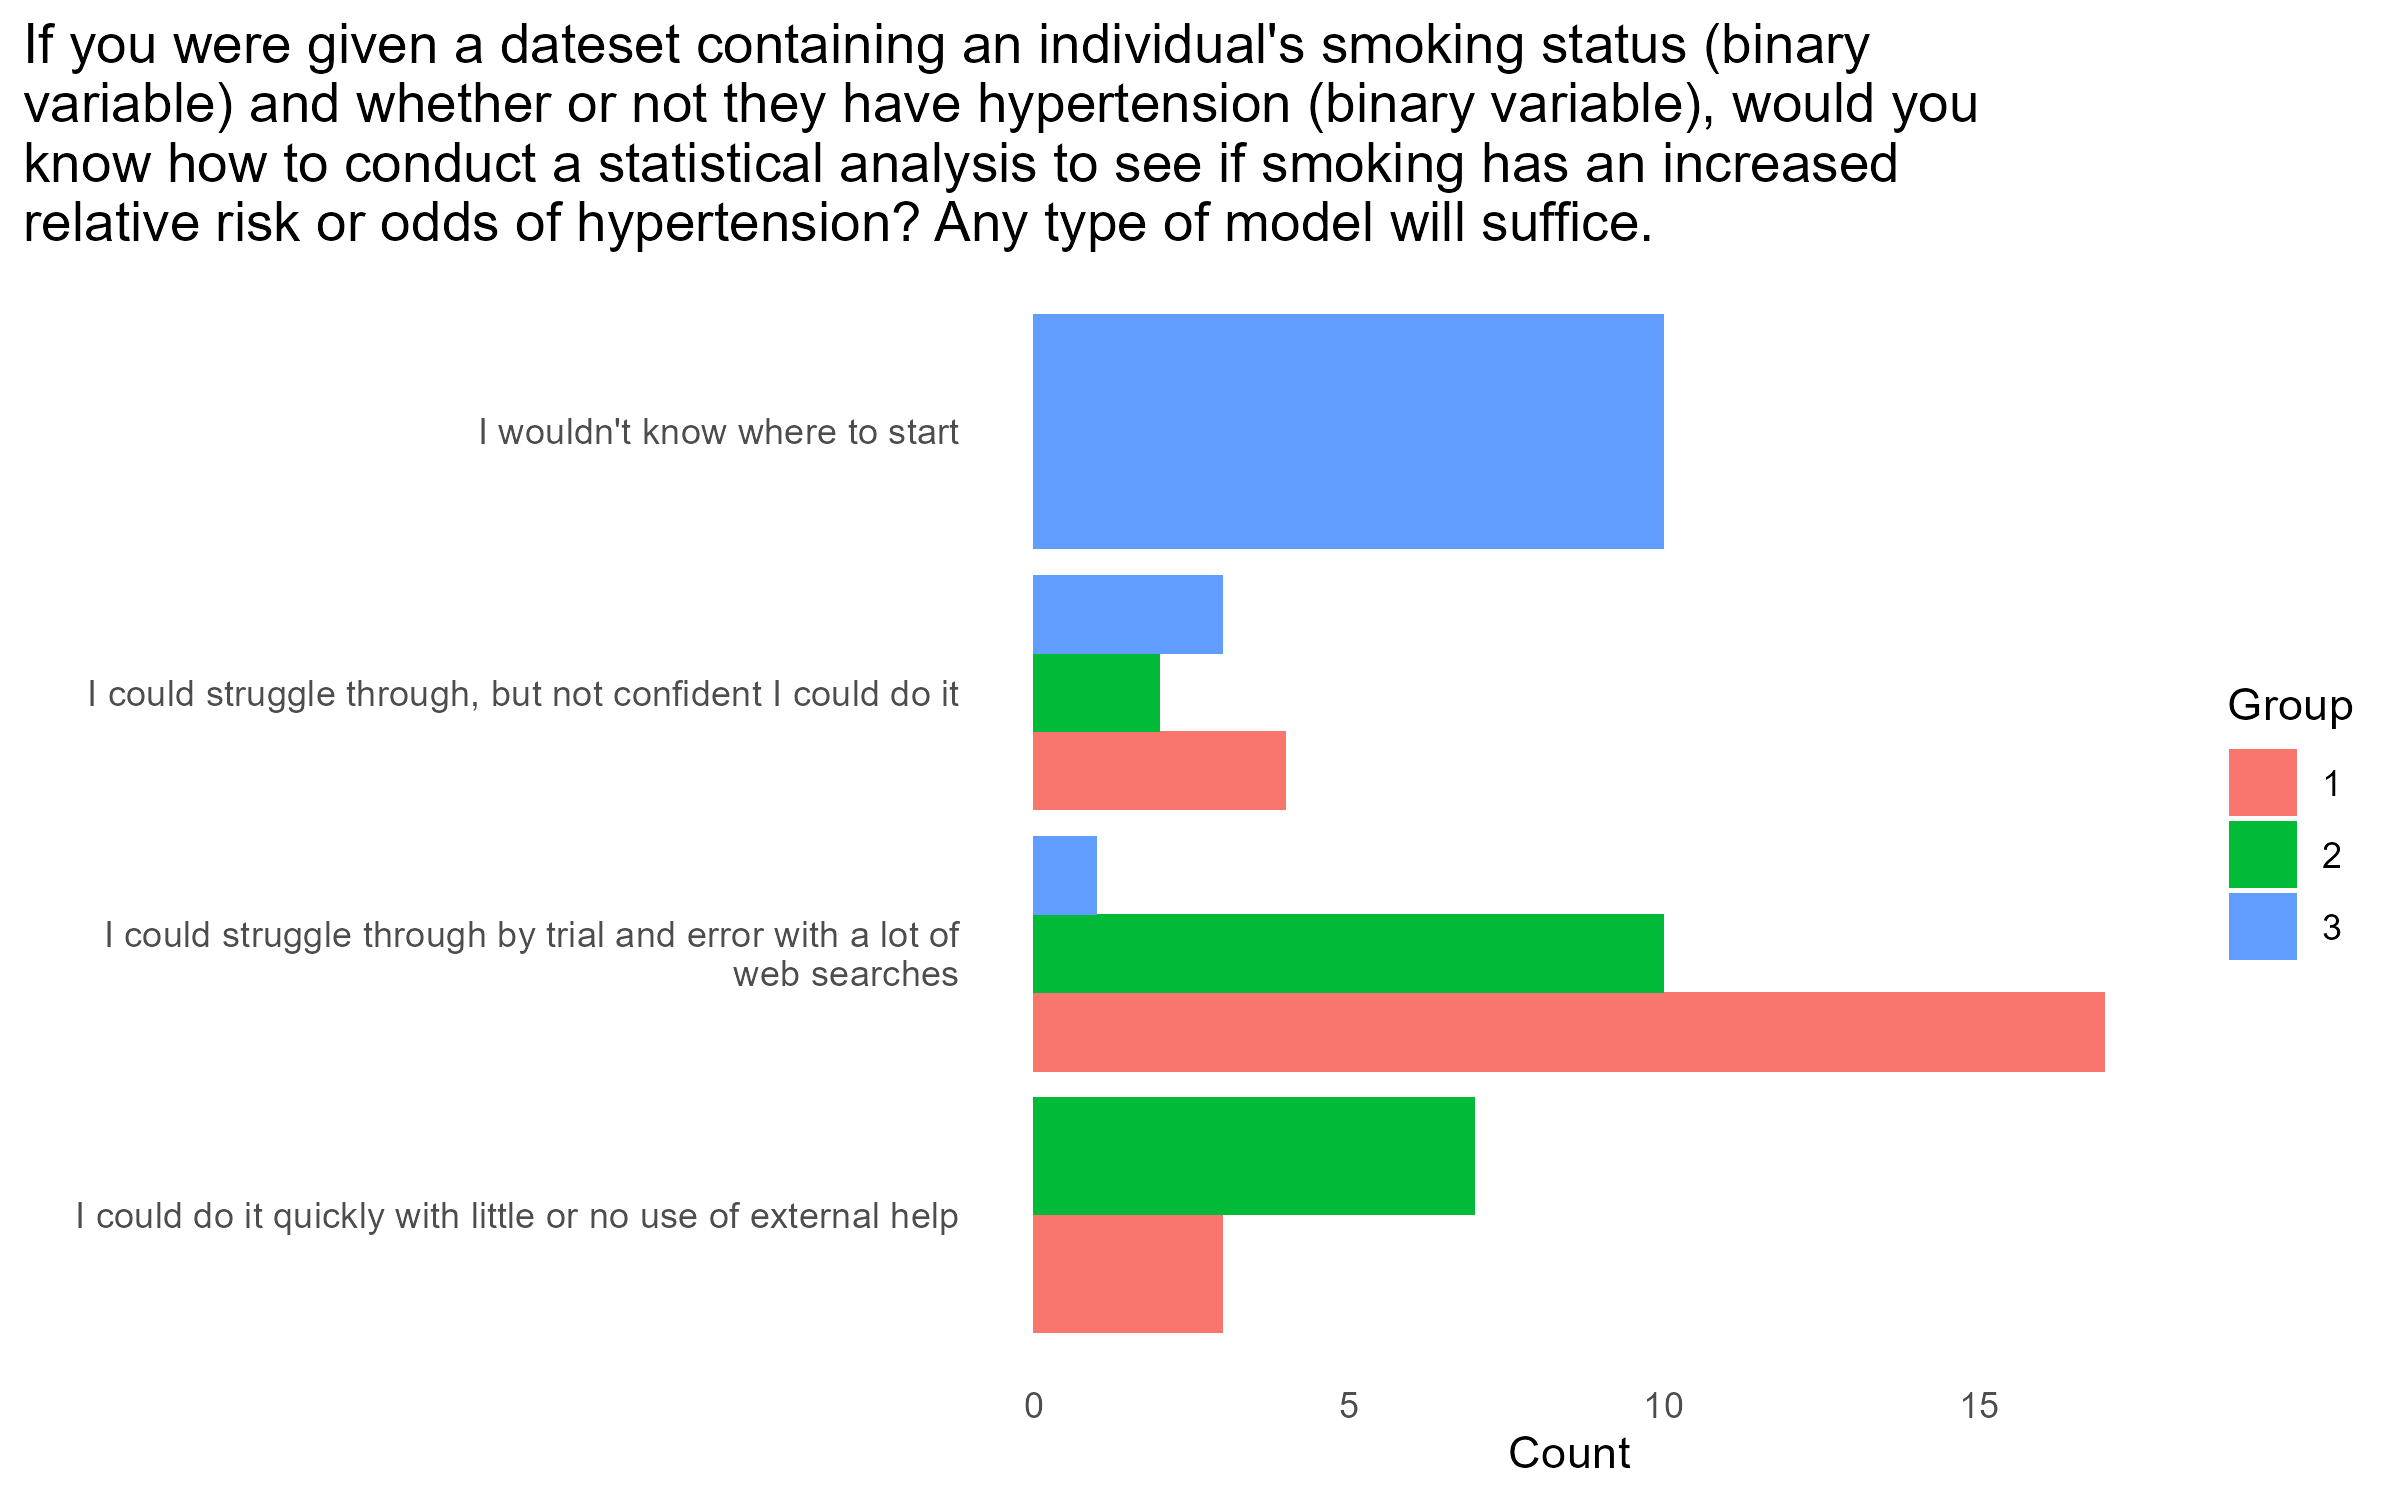 If you were given a dateset containing an individual's smoking status (binary
variable) and whether or not they have hypertension (binary variable), would you
know how to conduct a statistical analysis to see if smoking has an increased
relative risk or odds of hypertension? Any type of model will suffice.
I wouldn't know where to start
I could struggle through, but not confident I could do it
I could struggle through by trial and error with a lot of
web searches
I could do it quickly with little or no use of external help
0 5 10 15
Count
Group
1
2
3